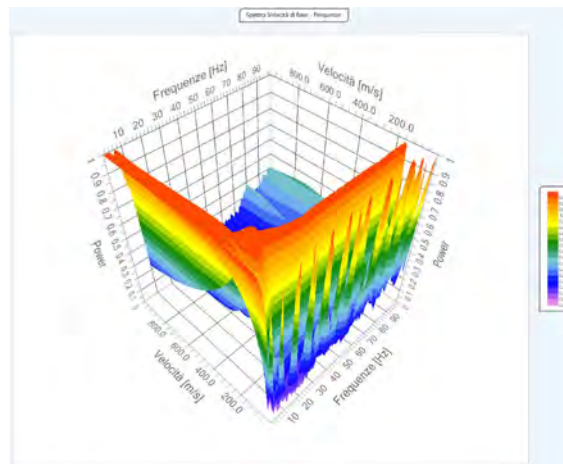 Spettro Velocità di fase - Frequenze
Frequenze [Hz]
10 20 30 40 50 60 70 80 90
Velocità [m/s]
800.0 600.0 400.0 200.0
1 0.9 0.8 0.7 0.6 0.5 0.4 0.3 0.2 0.1 0
Power
1 0.9 0.8 0.7 0.6 0.5 0.4 0.3 0.2 0.1 0
Power
800.0 600.0 400.0 200.0
Velocità [m/s]
10 20 30 40 50 60 70 80 90
Frequenze [Hz]